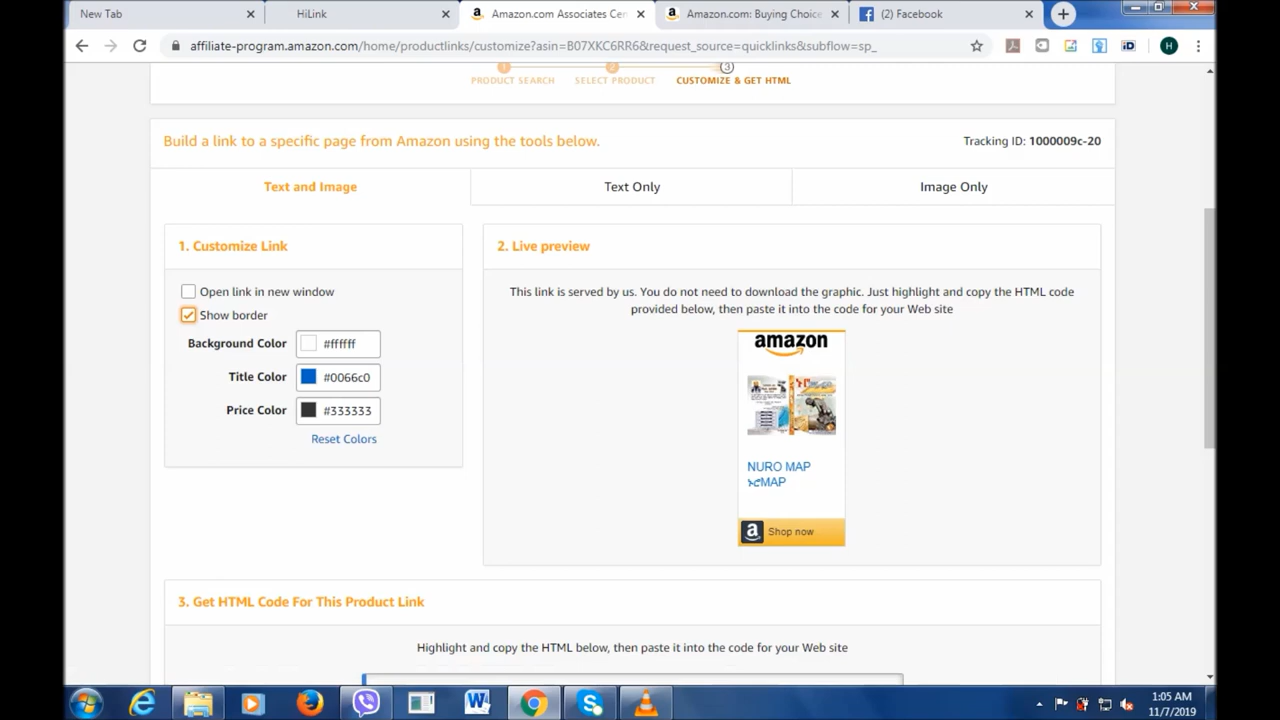 New Tab
HiLink
Amazon.com Associates Cen
Amazon.com: Buying Choice
(2) Facebook
affiliate-program.amazon.com/home/productlinks/customize?asin=B07XKC6RR6&request_source=quicklinks&subflow=sp_
iD
H
1
2
3
PRODUCT SEARCH
SELECT PRODUCT
CUSTOMIZE & GET HTML
Build a link to a specific page from Amazon using the tools below.
Tracking ID: 1000009c-20
Text and Image
Text Only
Image Only
1. Customize Link
2. Live preview
Open link in new window
Show border
Background Color
#ffffff
Title Color
#0066c0
Price Color
#333333
Reset Colors
This link is served by us. You do not need to download the graphic. Just highlight and copy the HTML code
provided below, then paste it into the code for your Web site
amazon
NURO MAP
MAP
a
Shop now
3. Get HTML Code For This Product Link
Highlight and copy the HTML below, then paste it into the code for your Web site
1:05 AM
11/7/2019